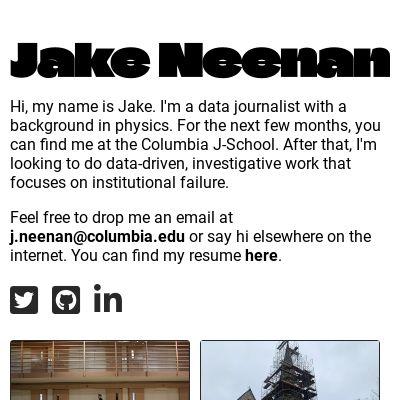 Jake Neenan
Hi, my name is Jake. I'm a data journalist with a
background in physics. For the next few months, you
can find me at the Columbia J-School. After that, I'm
looking to do data-driven, investigative work that
focuses on institutional failure.
Feel free to drop me an email at
j.neenan@columbia.edu or say hi elsewhere on the
internet. You can find my resume here.
in